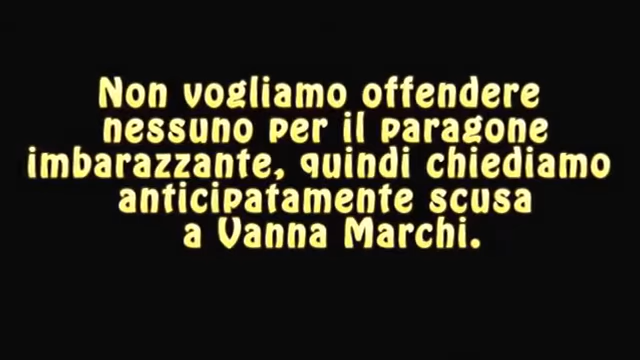 Non vogliamo offendere
nessuno per il paragone
imbarazzante, quindi chiediamo
anticipatamente scusa
a Vanna Marchi.